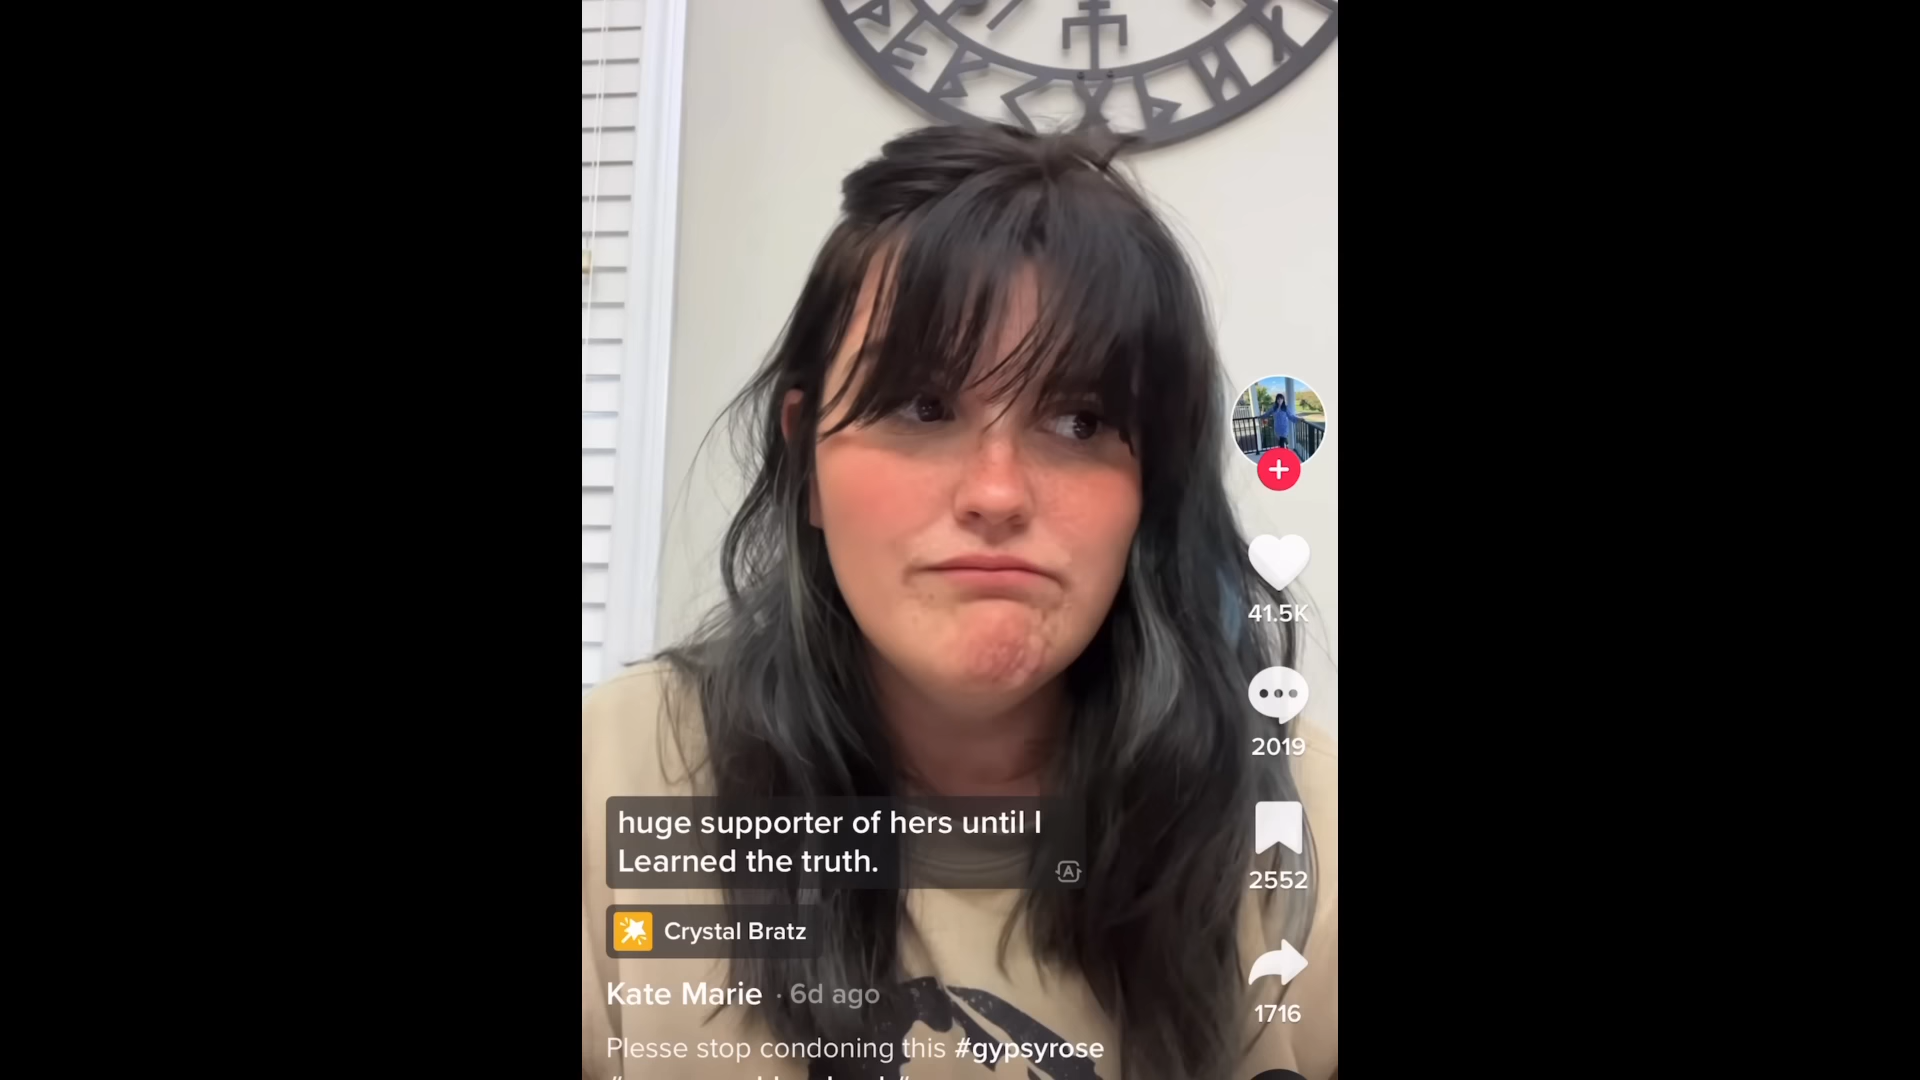 huge supporter of hers until I
Learned the truth.
Crystal Bratz
Kate Marie · 6d ago
Plesse stop condoning this #gypsyrose
41.5K
2019
2552
1716